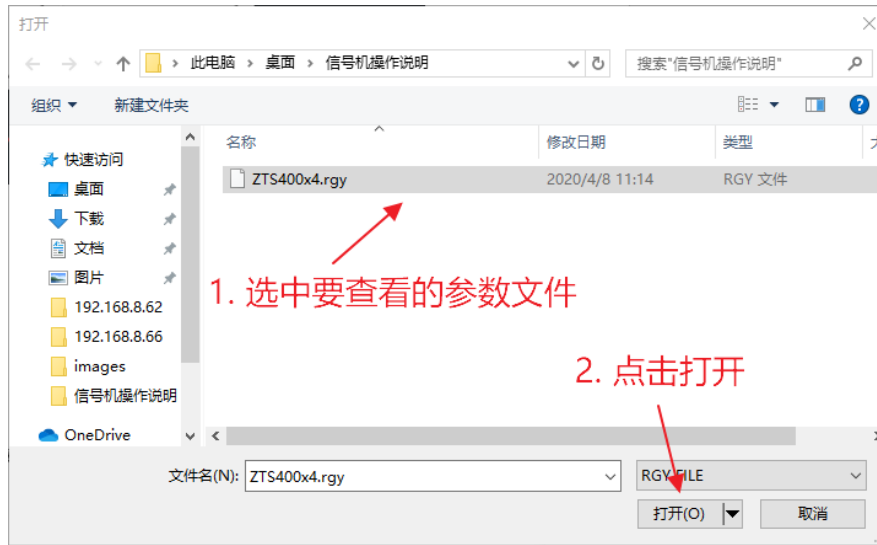 打开
此电脑 › 桌面 › 信号机操作说明
搜索"信号机操作说明"
组织 新建文件夹
名称 修改日期 类型
快速访问
桌面
下载
文档
图片
192.168.8.62
192.168.8.66
images
信号机操作说明
OneDrive
ZTS400x4.rgy 2020/4/8 11:14 RGY 文件
1. 选中要查看的参数文件
2. 点击打开
文件名(N): ZTS400x4.rgy RGY FILE
打开(O) 取消